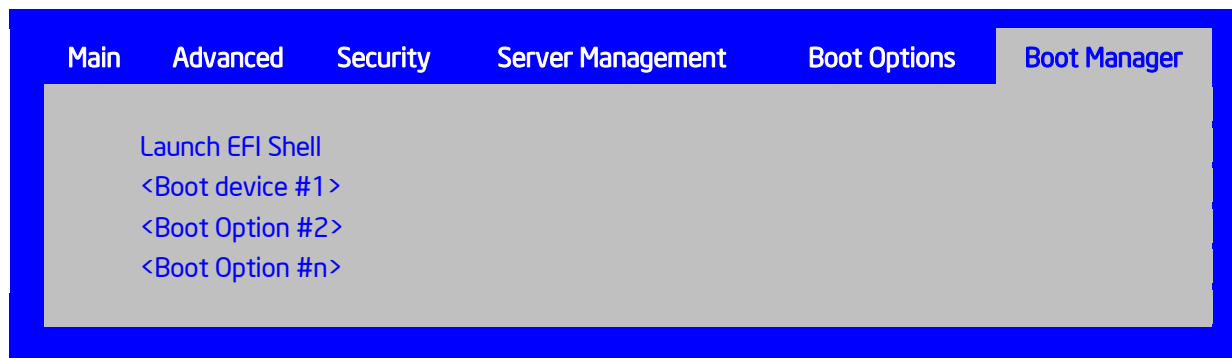 Main Advanced Security Server Management Boot Options Boot Manager
Launch EFI Shell
<Boot device #1>
<Boot Option #2>
<Boot Option #n>